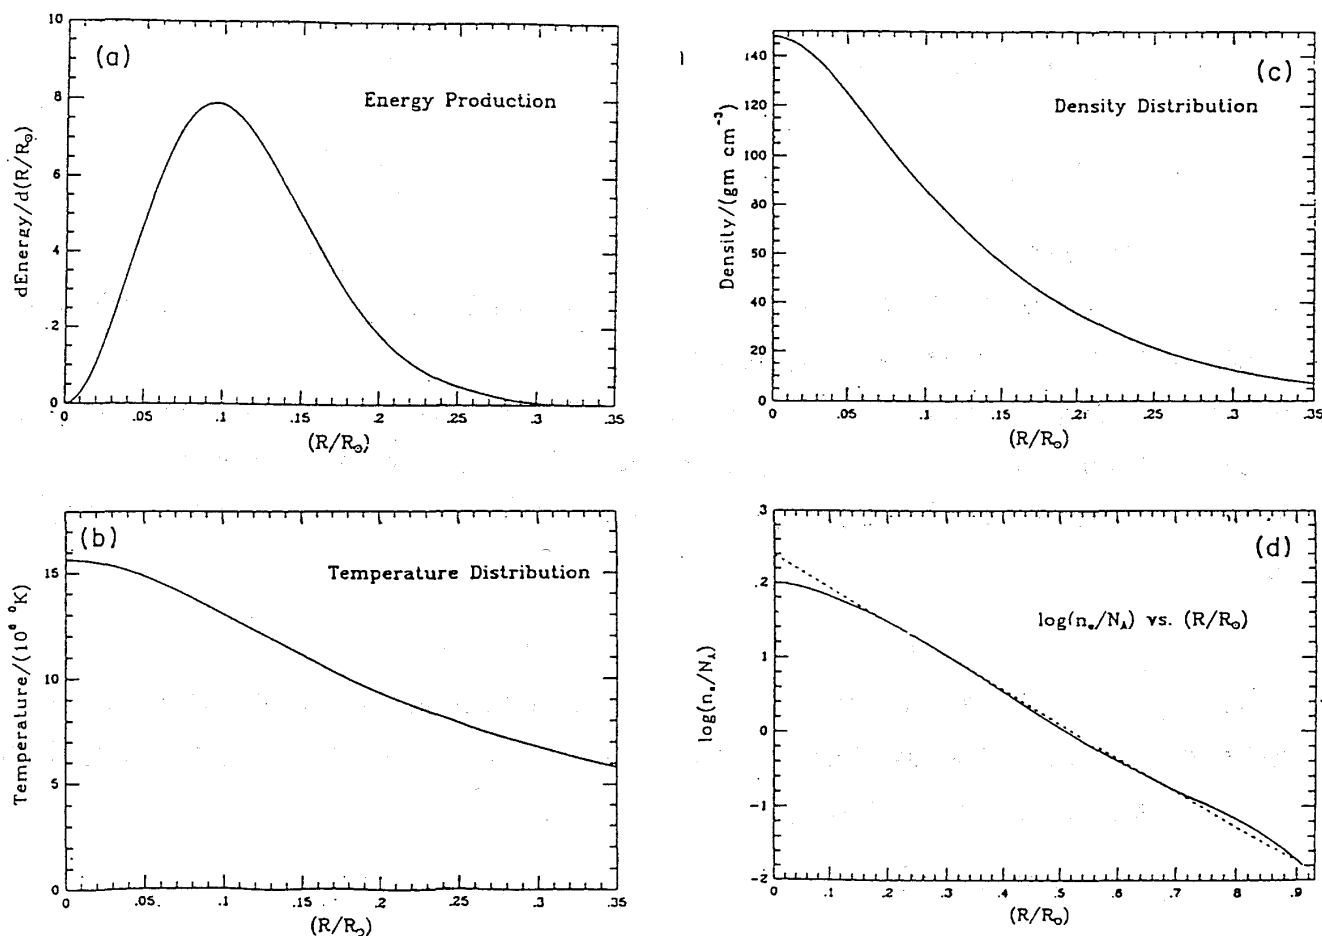 (a)
Energy Production
dEnergy/d(R/R☉)
10
8
6
4
.2
0
0 .05 .1 .15 .2 .25 .3 .35
(R/R☉)
(c)
Density Distribution
Density/(gm cm⁻³)
140
120
100
80
60
40
20
0
.05 .1 .15 .21 .25 .3 .35
(R/R☉)
(b)
Temperature Distribution
Temperature/(10⁶ ⁰K)
15
10
5
0
0 .05 .1 .15 .2 .25 .3 .35
(R/R☉)
(d)
log(nₑ/N_A) vs. (R/R☉)
log(nₑ/N_A)
.3
.2
1
0
-1
-2
0 .1 .2 .3 .4 .5 .6 .7 .8 .9
(R/R☉)